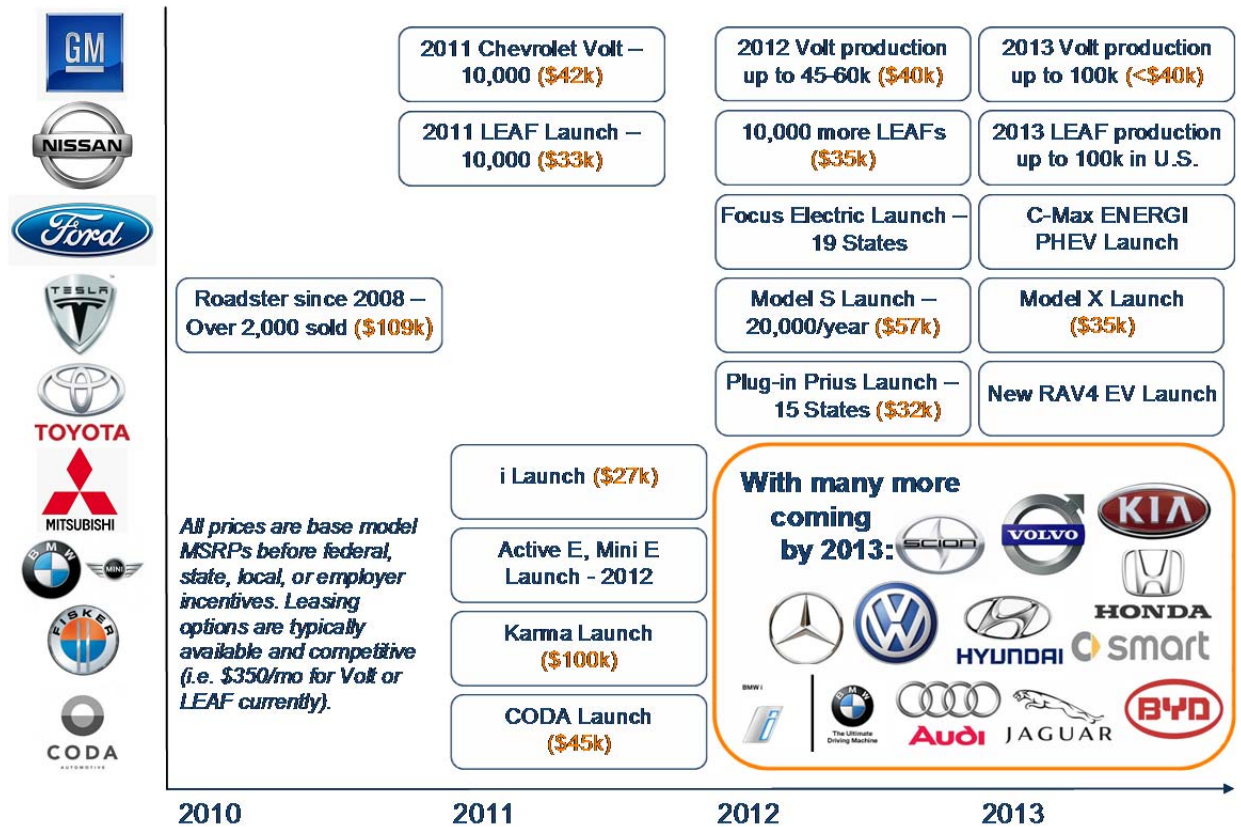 GM
2011 Chevrolet Volt –
10,000 ($42k)
2012 Volt production
up to 45-60k ($40k)
2013 Volt production
up to 100k (<$40k)
NISSAN
2011 LEAF Launch –
10,000 ($33k)
10,000 more LEAFs
($35k)
2013 LEAF production
up to 100k in U.S.
Ford
Focus Electric Launch –
19 States
C-Max ENERGI
PHEV Launch
TESLA
Roadster since 2008 –
Over 2,000 sold ($109k)
Model S Launch –
20,000/year ($57k)
Model X Launch
($35k)
TOYOTA
Plug-in Prius Launch –
15 States ($32k)
New RAV4 EV Launch
MITSUBISHI
i Launch ($27k)
BMW
MINI
Active E, Mini E
Launch - 2012
FISKER
Karma Launch
($100k)
CODA
AUTOMOTIVE
CODA Launch
($45k)
All prices are base model
MSRPs before federal,
state, local, or employer
incentives. Leasing
options are typically
available and competitive
(i.e. $350/mo for Volt or
LEAF currently).
With many more
coming
by 2013:
SCION
VOLVO
KIA
HYUNDAI
HONDA
smart
BMW i
i
BMW
The Ultimate
Driving Machine
Audi
JAGUAR
BYD
2010
2011
2012
2013